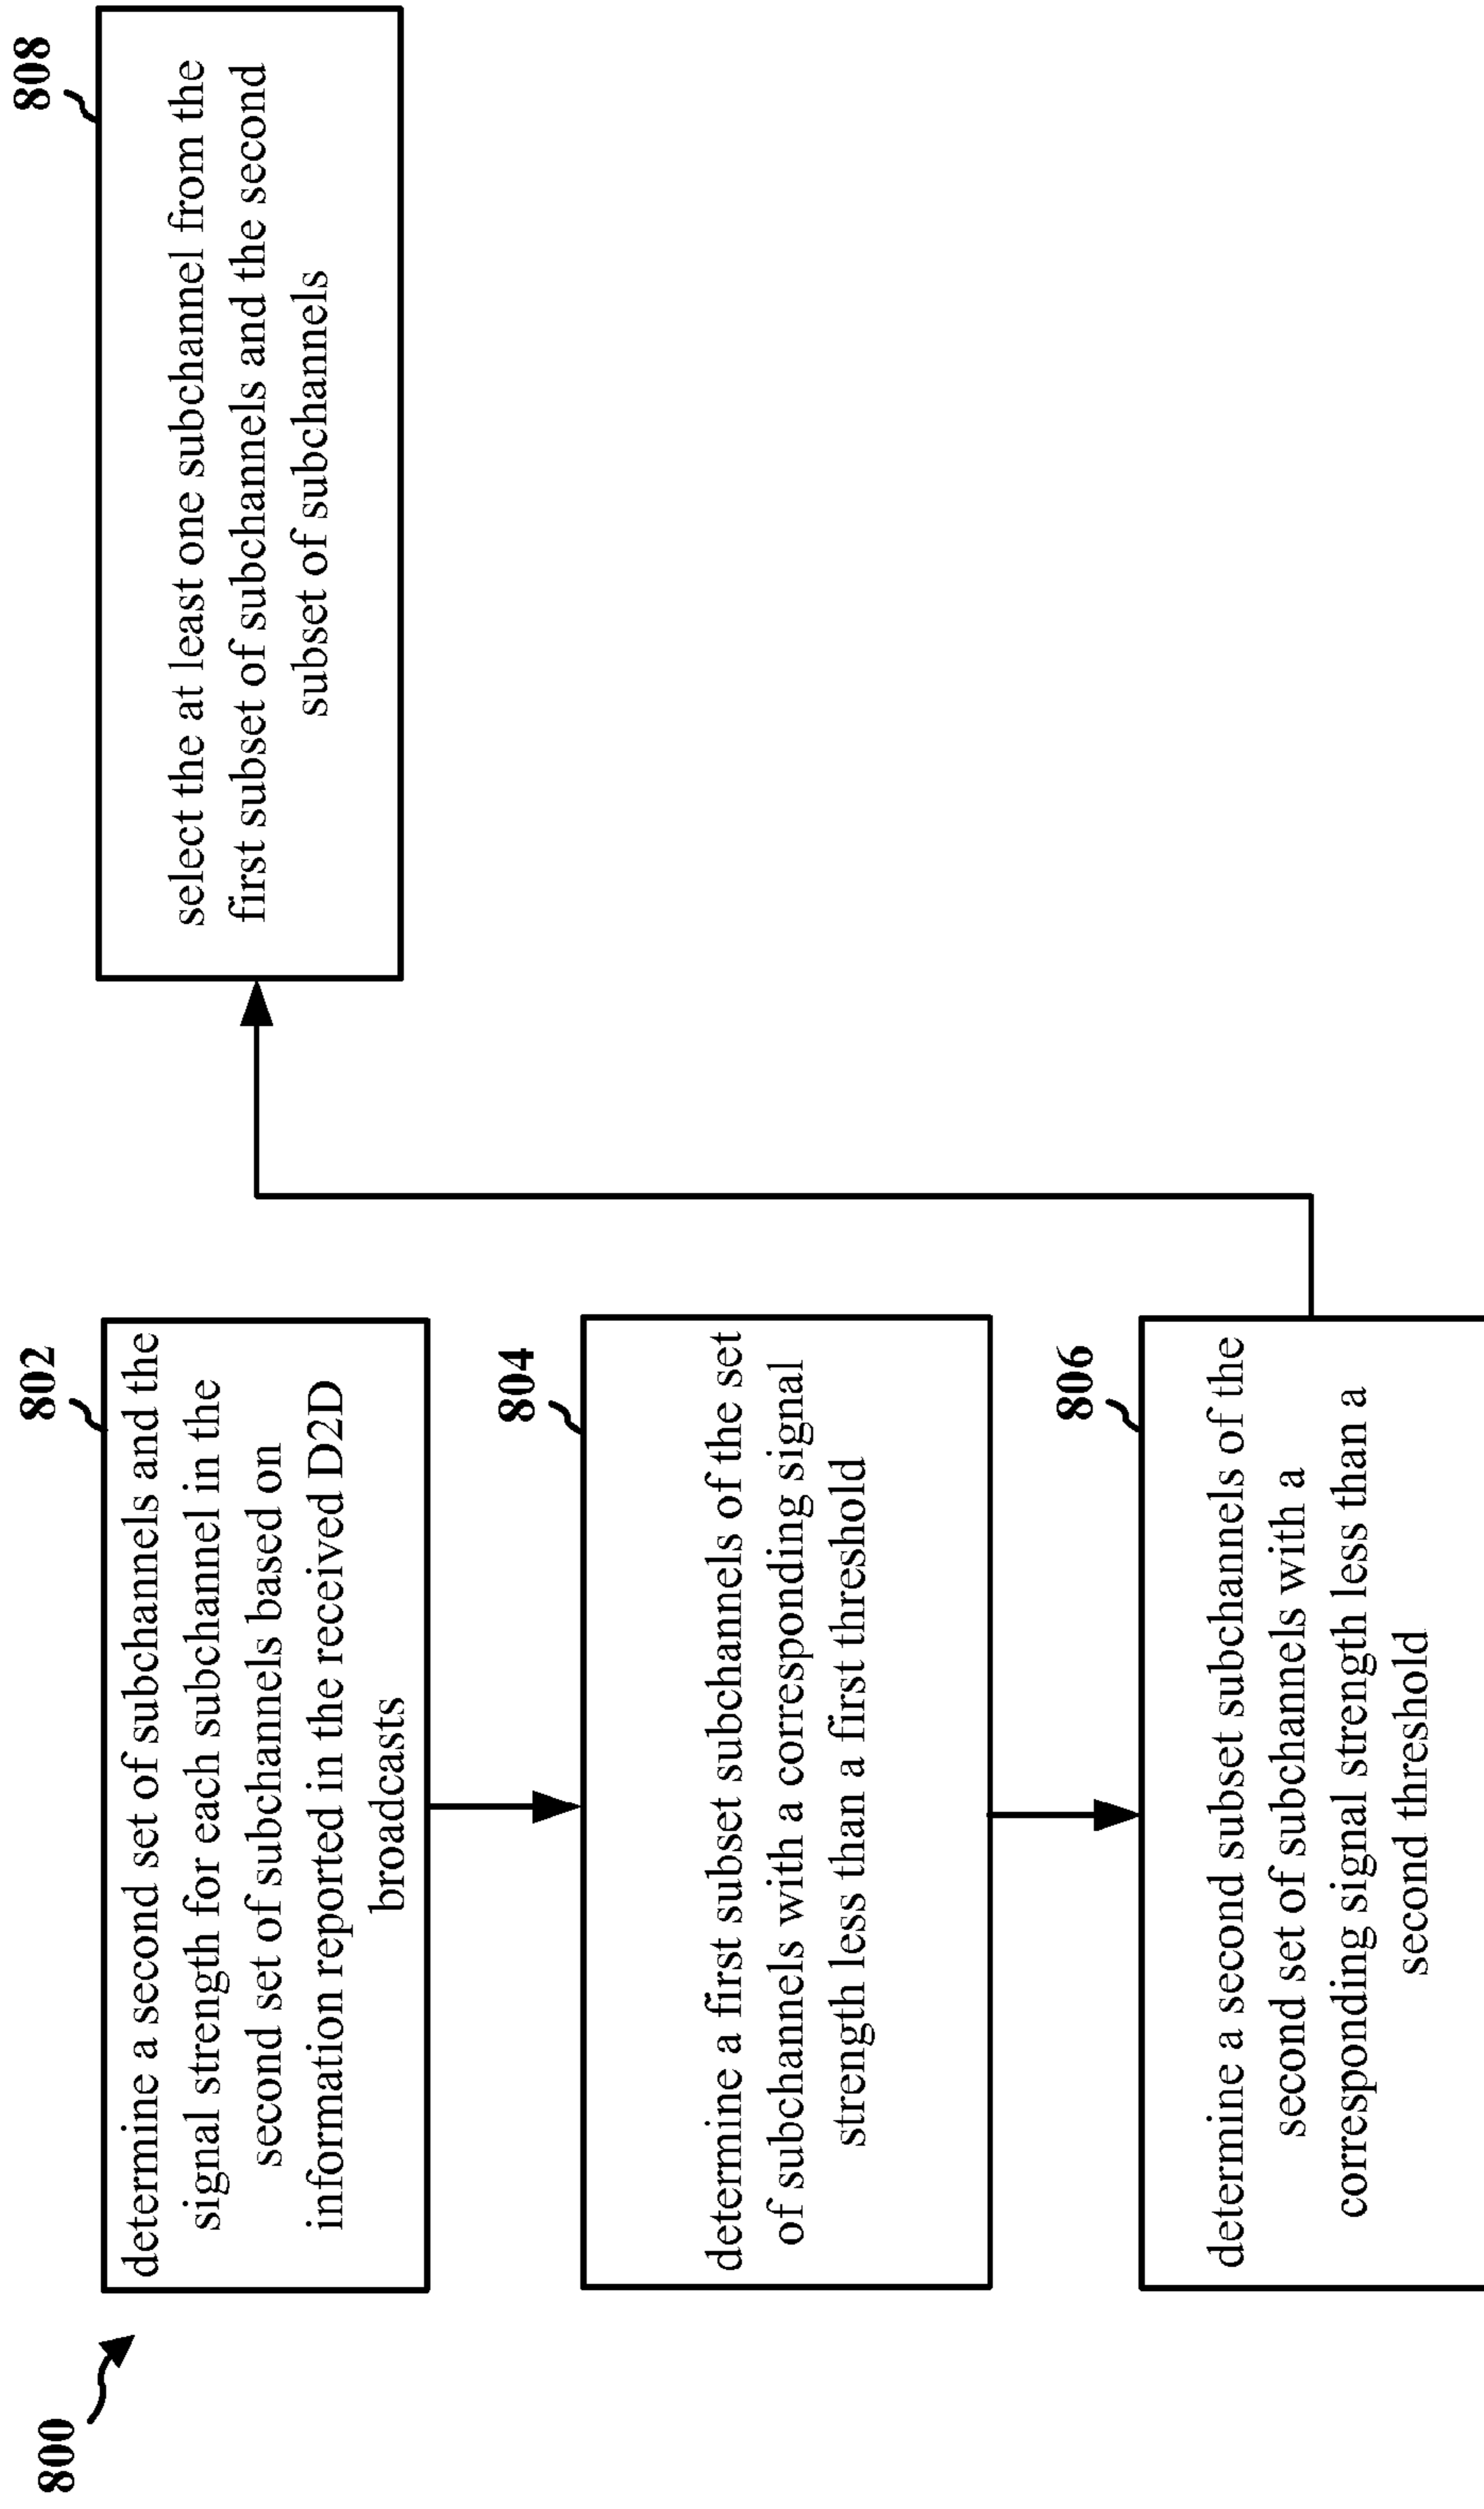 800
802
determine a second set of subchannels and the
signal strength for each subchannel in the
second set of subchannels based on
information reported in the received D2D
broadcasts
804
determine a first subset subchannels of the set
of subchannels with a corresponding signal
strength less than a first threshold
806
determine a second subset subchannels of the
second set of subchannels with a
corresponding signal strength less than a
second threshold
808
select the at least one subchannel from the
first subset of subchannels and the second
subset of subchannels